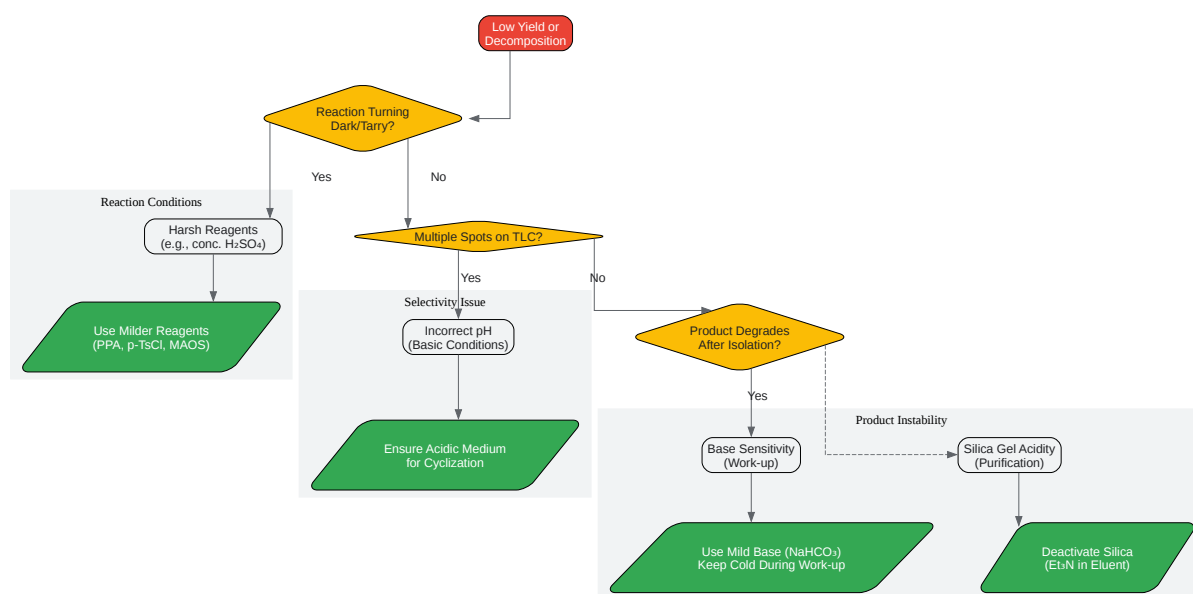 Low Yield or
Decomposition
Reaction Turning
Dark/Tarry?
Yes
No
Reaction Conditions
Harsh Reagents
(e.g., conc. H₂SO₄)
Multiple Spots on TLC?
Yes
No
Use Milder Reagents
(PPA, p-TsCl, MAOS)
Selectivity Issue
Incorrect pH
(Basic Conditions)
Product Degrades
After Isolation?
Yes
Ensure Acidic Medium
for Cyclization
Product Instability
Base Sensitivity
(Work-up)
Silica Gel Acidity
(Purification)
Use Mild Base (NaHCO₃)
Keep Cold During Work-up
Deactivate Silica
(Et₃N in Eluent)